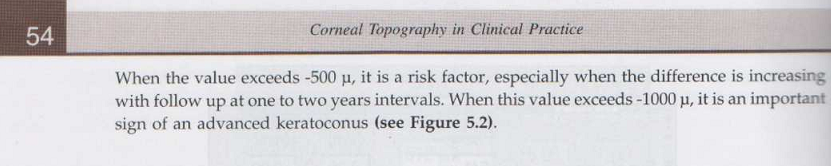 54
Corneal Topography in Clinical Practice
When the value exceeds -500 µ, it is a risk factor, especially when the difference is increasing
with follow up at one to two years intervals. When this value exceeds -1000 µ, it is an important
sign of an advanced keratoconus (see Figure 5.2).